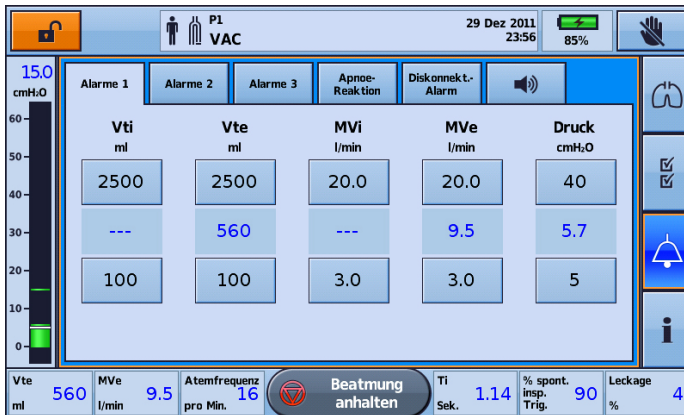 P1
VAC
29 Dez 2011
23:56
85%
15.0
cmH₂O
60
50
40
30
20
10
0
Alarme 1
Alarme 2
Alarme 3
Apnoe-
Reaktion
Diskonnekt.-
Alarm
Vti Vte MVi MVe Druck
ml ml l/min l/min cmH₂O
2500 2500 20.0 20.0 40
--- 560 --- 9.5 5.7
100 100 3.0 3.0 5
Vte
ml
560
MVe
l/min
9.5
Atemfrequenz
pro Min.
16
Beatmung
anhalten
Ti
Sek.
1.14
% spont.
insp.
Trig.
90
Leckage
%
4